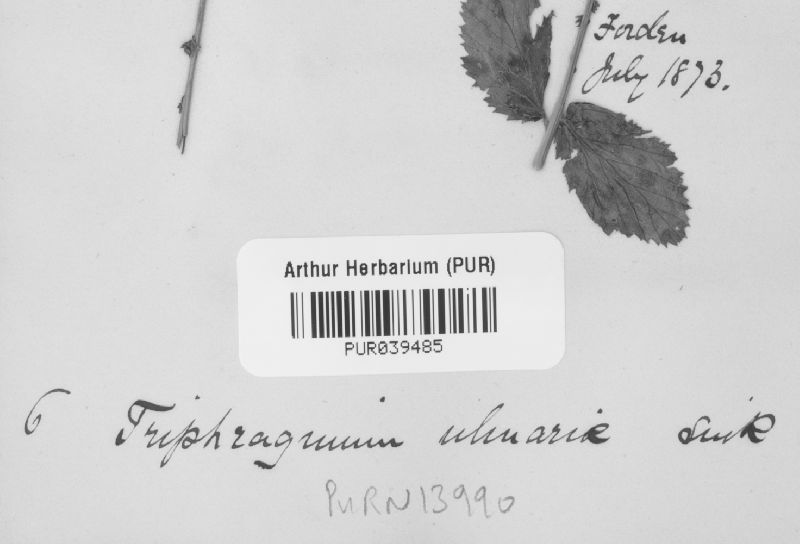 Forden
July 1873.
Arthur Herbarium (PUR)
PUR039485
6 Triphragmium ulmariæ Link
PURN13990